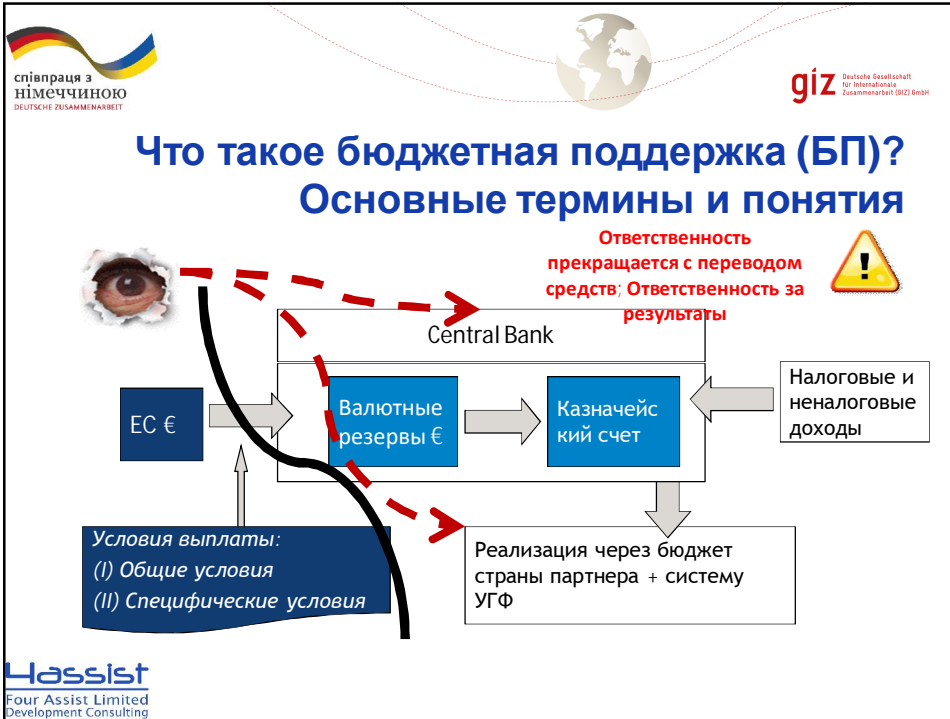 співпраця з
німеччиною
DEUTSCHE ZUSAMMENARBEIT
giz
Deutsche Gesellschaft
für Internationale
Zusammenarbeit (GIZ) GmbH
Что такое бюджетная поддержка (БП)?
Основные термины и понятия
Ответственность
прекращается с переводом
средств; Ответственность за
результаты
!
Central Bank
ЕС €
Валютные
резервы €
Казначейс
кий счет
Налоговые и
неналоговые
доходы
Условия выплаты:
(I) Общие условия
(II) Специфические условия
Реализация через бюджет
страны партнера + систему
УГФ
4assist
Four Assist Limited
Development Consulting